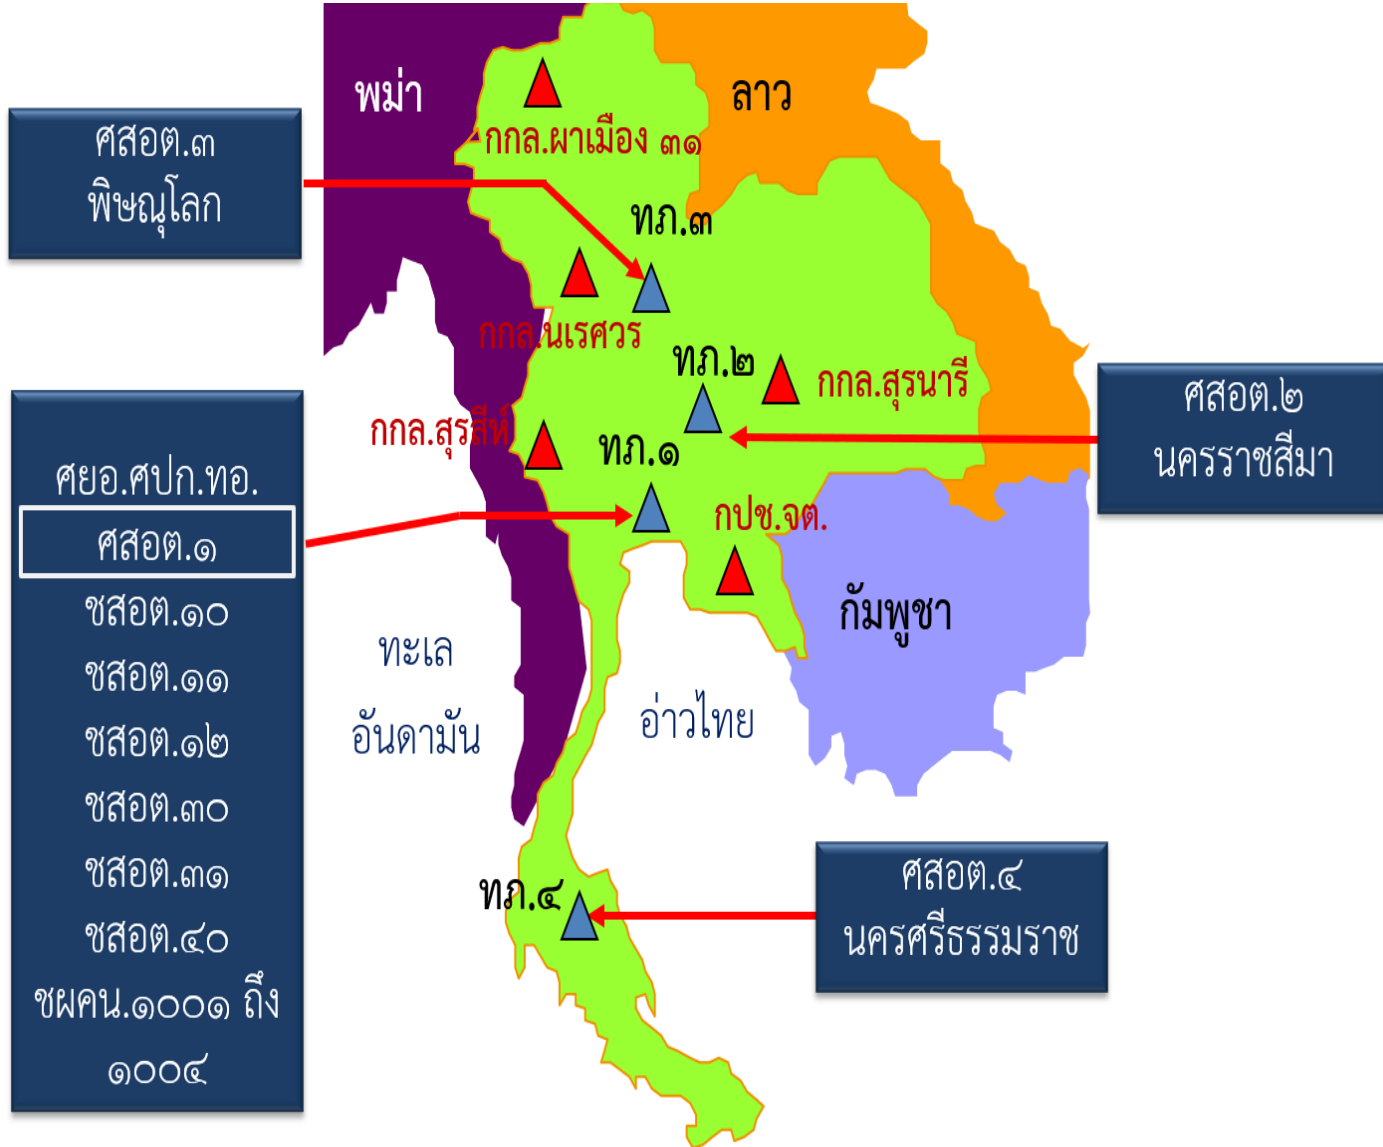 พม่า
ลาว
ศสอต.๓
พิษณุโลก
กกล.ผาเมือง ๓๑
ทภ.๓
กกล.นเรศวร
ทภ.๒
กกล.สุรนารี
ศสอต.๒
นครราชสีมา
กกล.สุรสีห์
ทภ.๑
ศยอ.ศปก.ทอ.
ศสอต.๑
ชสอต.๑๐
ชสอต.๑๑
ชสอต.๑๒
ชสอต.๓๐
ชสอต.๓๑
ชสอต.๔๐
ชผคน.๑๐๐๑ ถึง
๑๐๐๔
กปช.จต.
กัมพูชา
ทะเล
อันดามัน
อ่าวไทย
ทภ.๔
ศสอต.๔
นครศรีธรรมราช